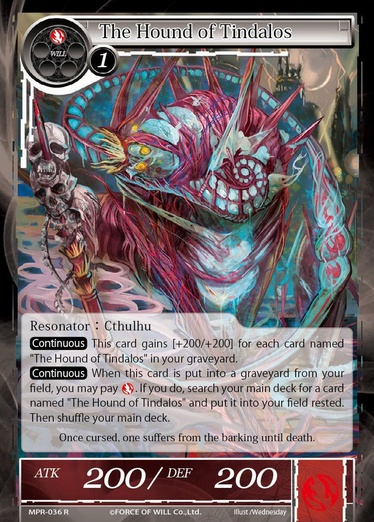 The Hound of Tindalos
WILL
1
Resonator : Cthulhu
Continuous This card gains [+200/+200] for each card named
"The Hound of Tindalos" in your graveyard.
Continuous When this card is put into a graveyard from your
field, you may pay . If you do, search your main deck for a
card named "The Hound of Tindalos" and put it into your field rested.
Then shuffle your main deck.
Once cursed, one suffers from the barking until death.
ATK 200/ DEF 200
MPR-036 R ©FORCE OF WILL Co.,Ltd. Illust/Wednesday